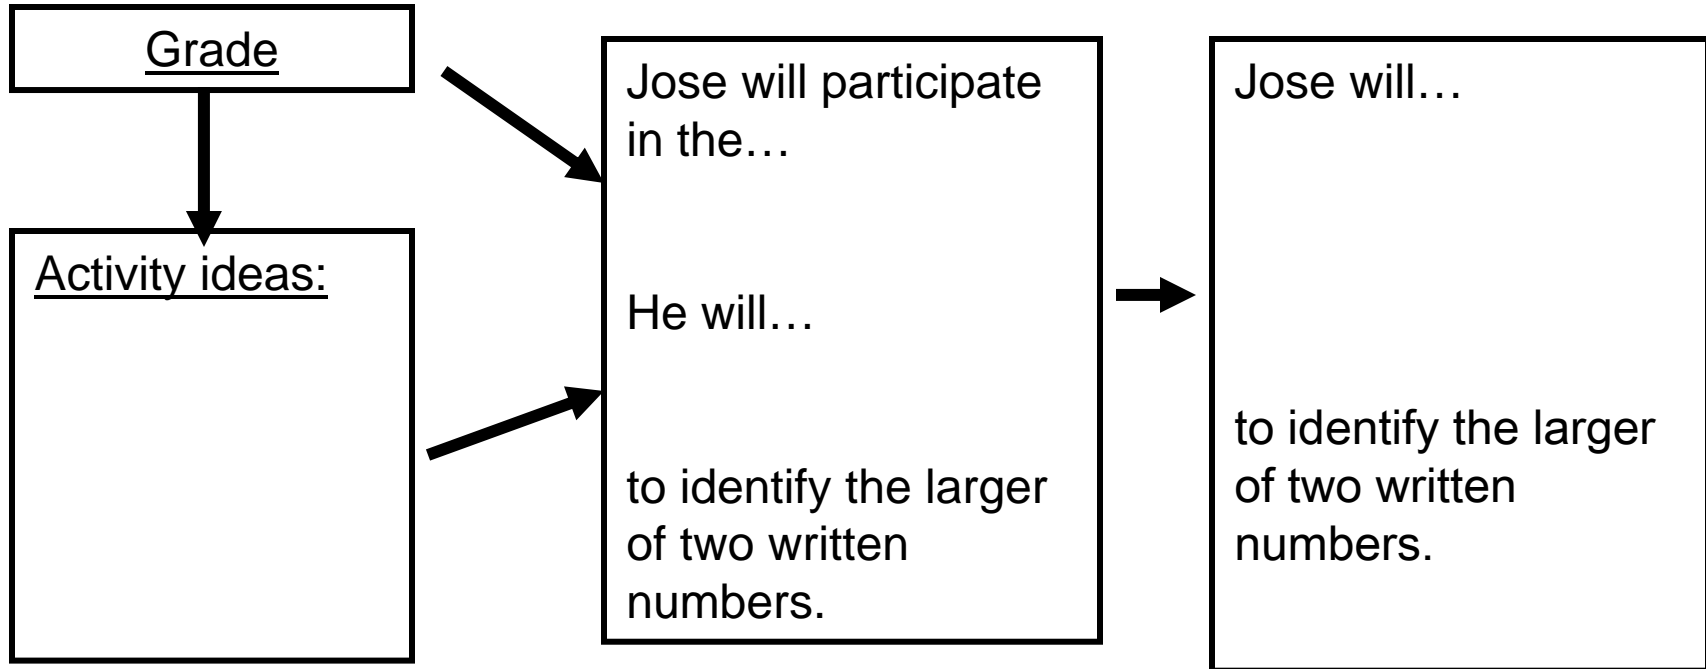 Grade
Activity ideas:
Jose will participate
in the…
He will…
to identify the larger
of two written
numbers.
Jose will…
to identify the larger
of two written
numbers.